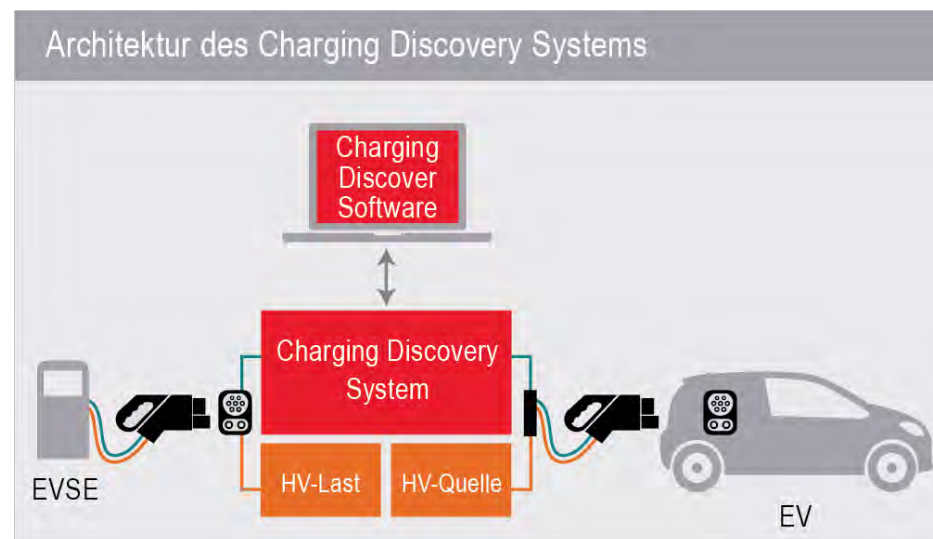 Architektur des Charging Discovery Systems
Charging
Discover
Software
Charging Discovery
System
HV-Last
HV-Quelle
EVSE
EV